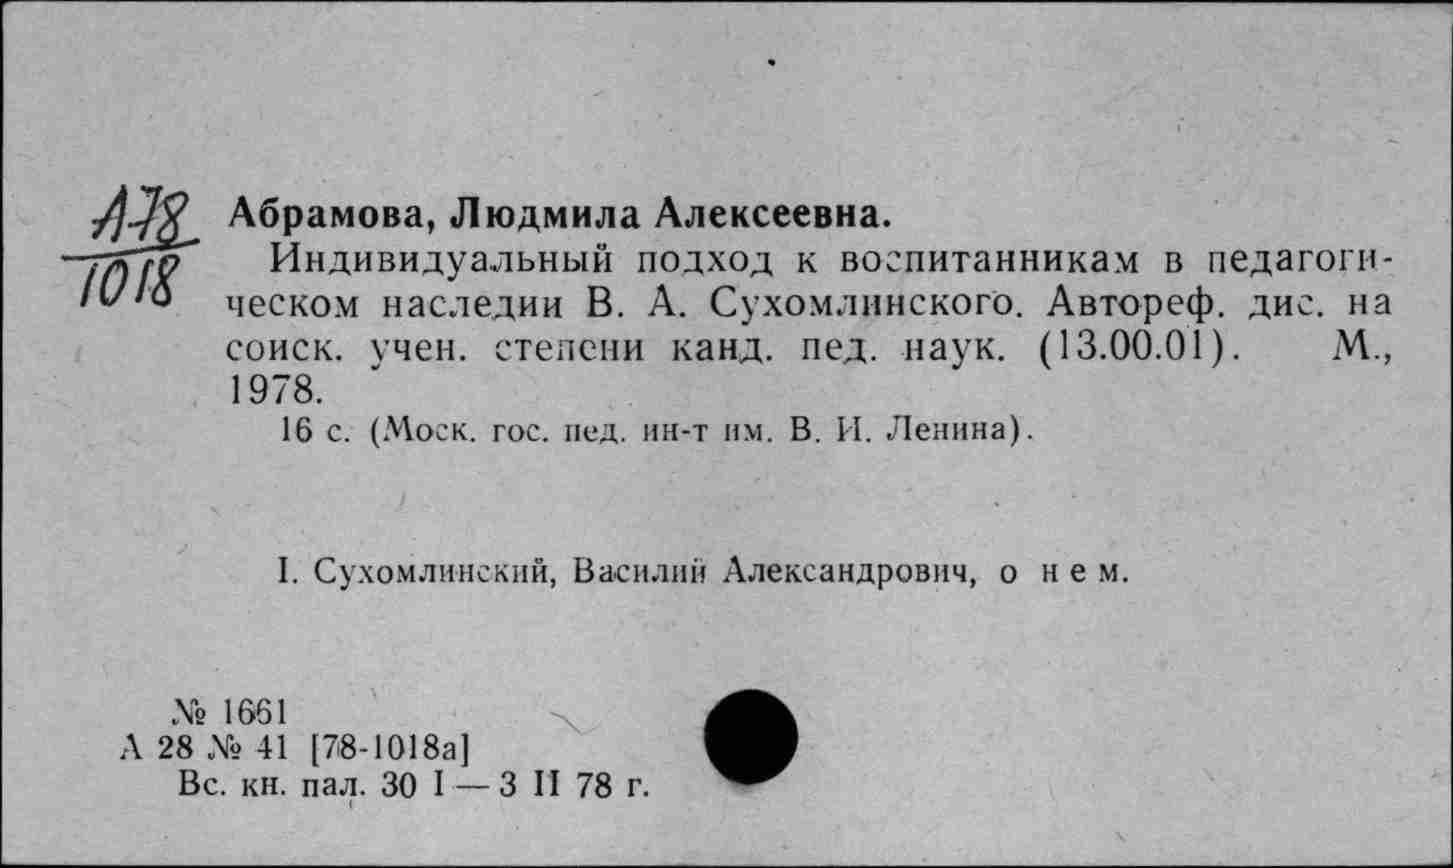 А-78
1018
Абрамова, Людмила Алексеевна.
Индивидуальный подход к воспитанникам в педагоги-
ческом наследии В. А. Сухомлинского. Автореф. дис. на
соиск. учен. степени канд. пед. наук. (13.00.01). М.,
1978.
16 с. (Моск. гос. пед. ин-т им. В. И. Ленина).
I. Сухомлинский, Василий Александрович, о нем.
№ 1661
А 28 № 41 [78-1018а]
Вс. кн. пал. 30 I — 3 II 78 г.